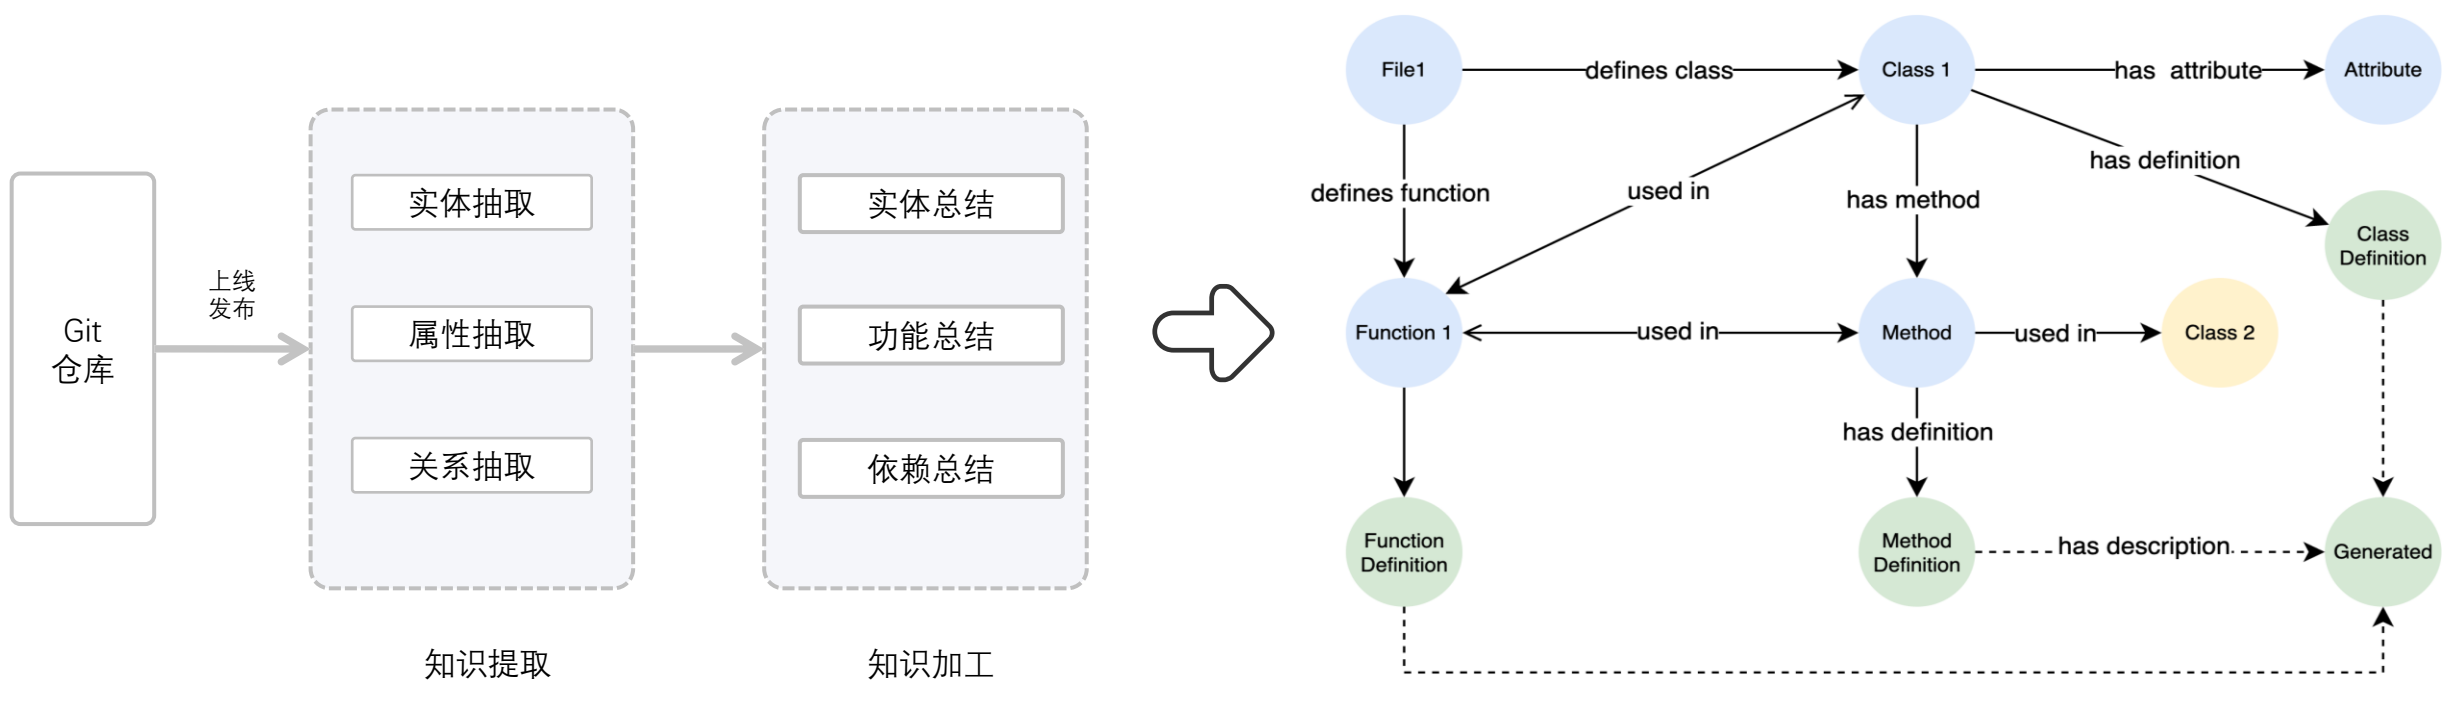 Git
仓库
上线
发布
实体抽取
属性抽取
关系抽取
知识提取
实体总结
功能总结
依赖总结
知识加工
File1
defines class
Class 1
has attribute
Attribute
defines function
used in
has method
has definition
Class
Definition
Function 1
used in
Method
used in
Class 2
has definition
Function
Definition
Method
Definition
has description
Generated